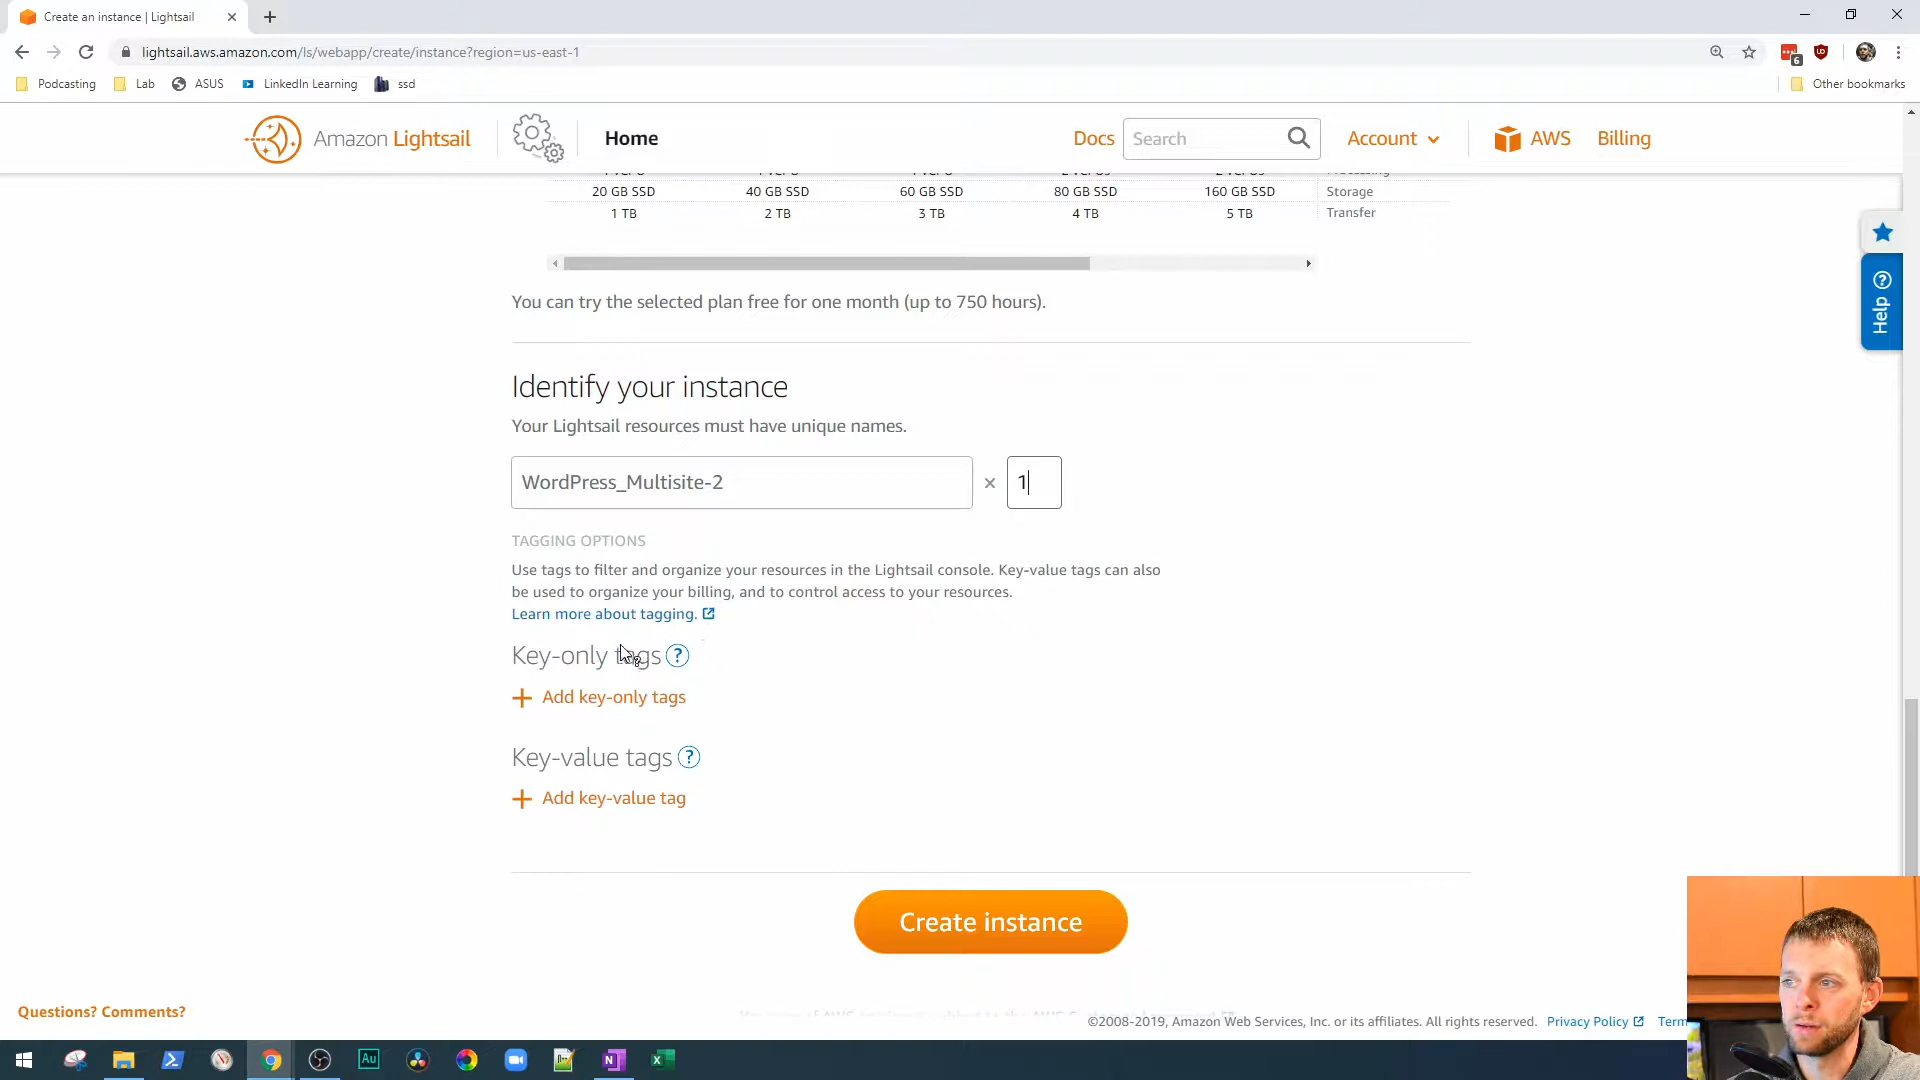 Create an instance | Lightsail
lightsail.aws.amazon.com/ls/webapp/create/instance?region=us-east-1
6
Podcasting
Lab
ASUS
LinkedIn Learning
ssd
Other bookmarks
Amazon Lightsail
Home
Docs
Search
Account
AWS
Billing
20 GB SSD 40 GB SSD 60 GB SSD 80 GB SSD 160 GB SSD Storage
1 TB 2 TB 3 TB 4 TB 5 TB Transfer
Help
You can try the selected plan free for one month (up to 750 hours).
Identify your instance
Your Lightsail resources must have unique names.
WordPress_Multisite-2 × 1
TAGGING OPTIONS
Use tags to filter and organize your resources in the Lightsail console. Key-value tags can also
be used to organize your billing, and to control access to your resources.
Learn more about tagging.
Key-only tags ?
+ Add key-only tags
Key-value tags ?
+ Add key-value tag
Create instance
Questions? Comments?
©2008-2019, Amazon Web Services, Inc. or its affiliates. All rights reserved. Privacy Policy Term
Au
N
X